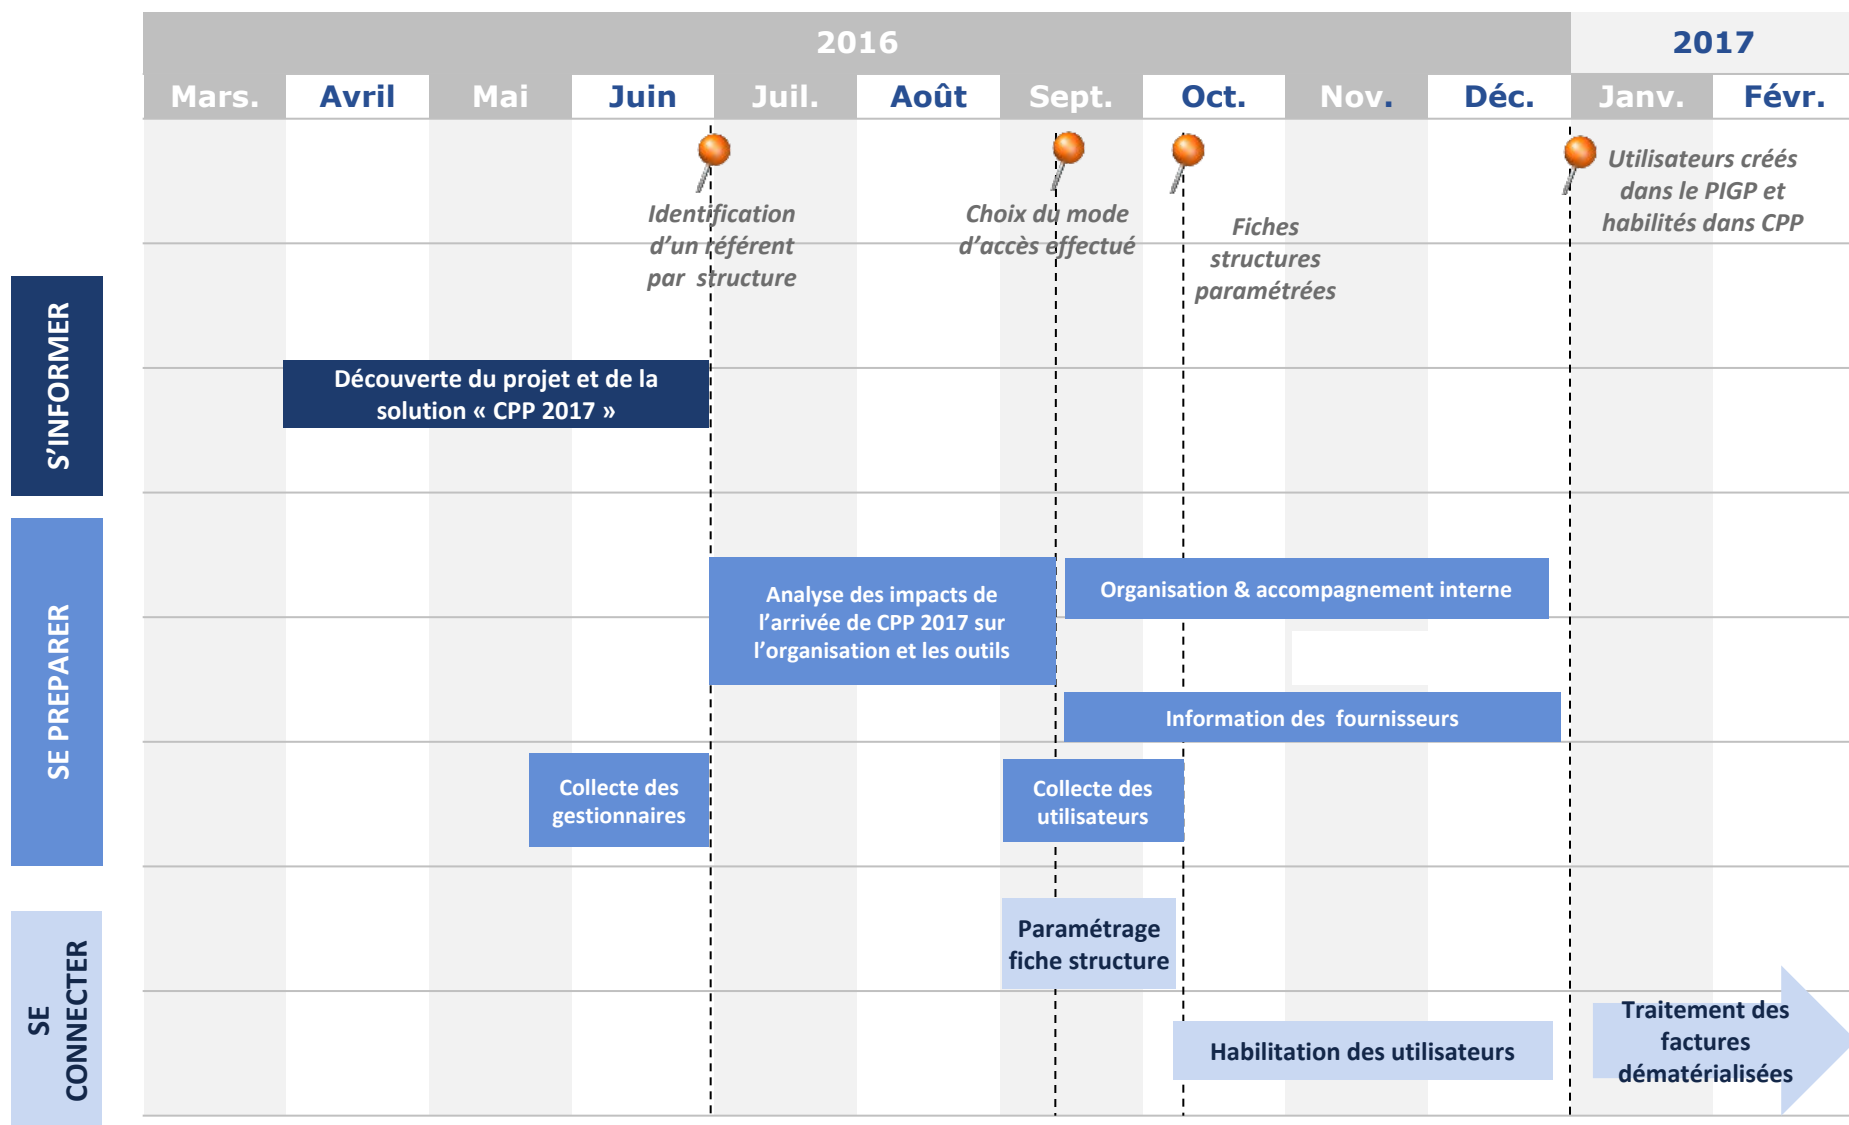 2016
2017
Mars.
Avril
Mai
Juin
Juil.
Août
Sept.
Oct.
Nov.
Déc.
Janv.
Févr.
Identification
d'un référent
par structure
Choix du mode
d'accès effectué
Fiches
structures
paramétrées
Utilisateurs créés
dans le PIGP et
habilités dans CPP
S'INFORMER
Découverte du projet et de la
solution « CPP 2017 »
SE PREPARER
Analyse des impacts de
l'arrivée de CPP 2017 sur
l'organisation et les outils
Organisation & accompagnement interne
Information des fournisseurs
Collecte des
gestionnaires
Collecte des
utilisateurs
SE
CONNECTER
Paramétrage
fiche structure
Habilitation des utilisateurs
Traitement des
factures
dématérialisées